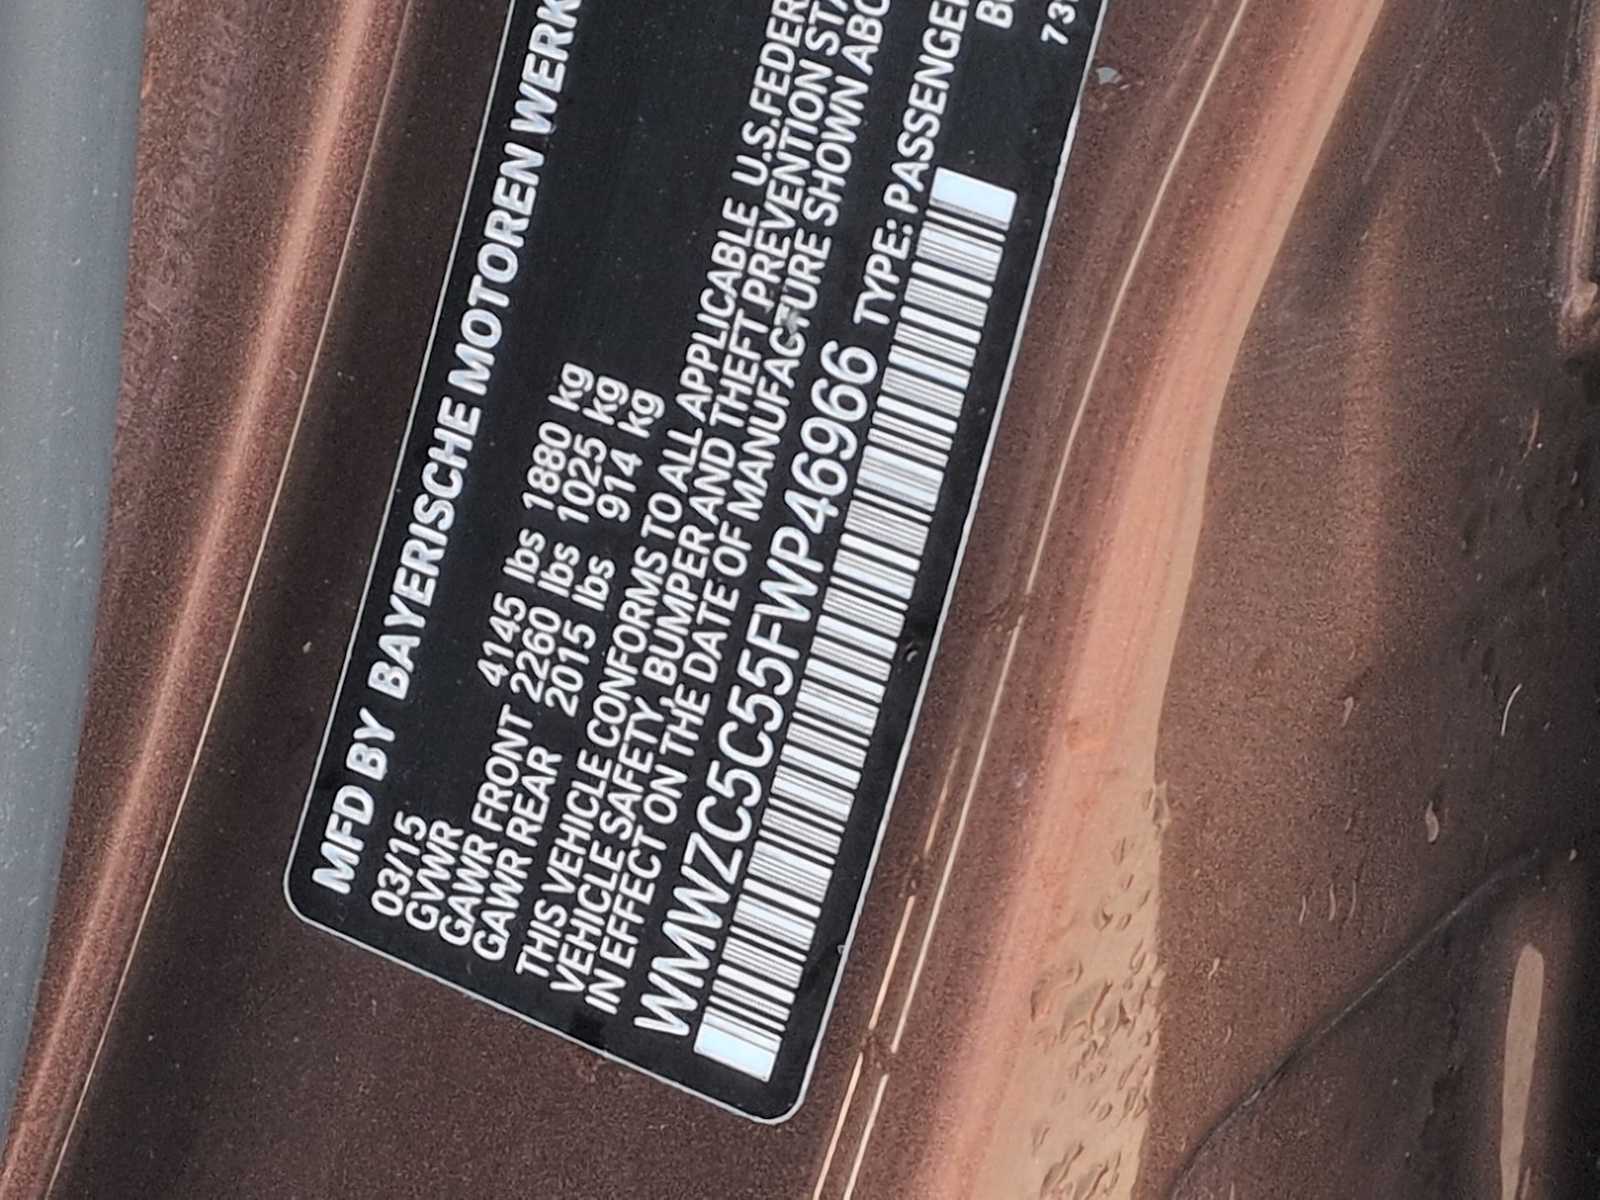 MFD BY BAYERISCHE MOTOREN WERK
03/15
GVWR 4145 lbs 1880 kg
GAWR FRONT 2260 lbs 1025 kg
GAWR REAR 2015 lbs 914 kg
THIS VEHICLE CONFORMS TO ALL APPLICABLE U.S.FEDER
VEHICLE SAFETY, BUMPER AND THEFT PREVENTION STA
IN EFFECT ON THE DATE OF MANUFACTURE SHOWN ABO
WMWZC5C55FWP46966 TYPE: PASSENGER